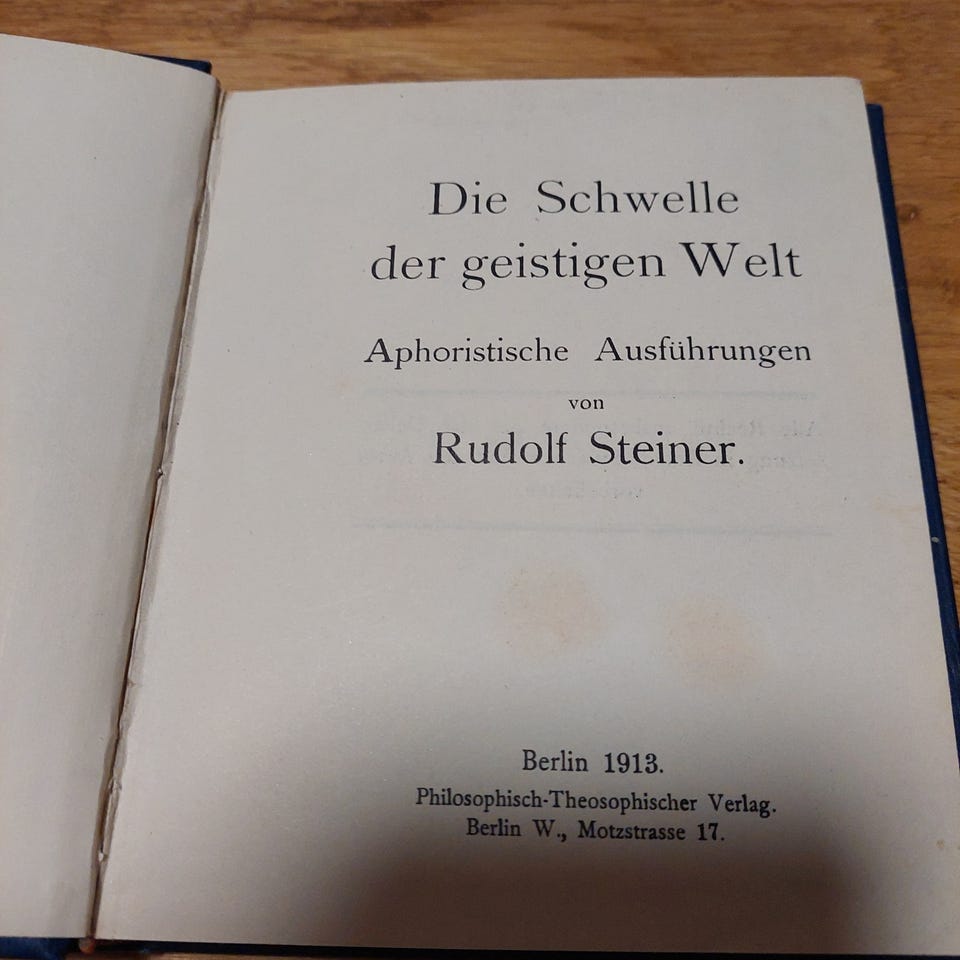 Die Schwelle
der geistigen Welt
Aphoristische Ausführungen
von
Rudolf Steiner.
Berlin 1913.
Philosophisch-Theosophischer Verlag.
Berlin W., Motzstrasse 17.